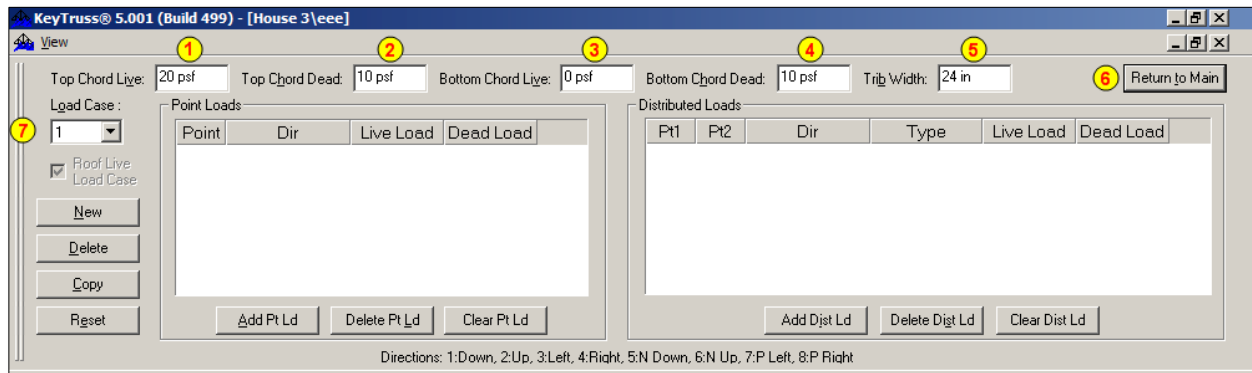 KeyTruss® 5.001 (Build 499) - [House 3\eee]
View
1 2 3 4 5
Top Chord Live: 20 psf Top Chord Dead: 10 psf Bottom Chord Live: 0 psf Bottom Chord Dead: 10 psf Trib Width: 24 in 6 Return to Main
Load Case : Point Loads Distributed Loads
7 1 Point Dir Live Load Dead Load Pt1 Pt2 Dir Type Live Load Dead Load
Roof Live
Load Case
New
Delete
Copy
Reset Add Pt Ld Delete Pt Ld Clear Pt Ld Add Dist Ld Delete Dist Ld Clear Dist Ld
Directions: 1:Down, 2:Up, 3:Left, 4:Right, 5:N Down, 6:N Up, 7:P Left, 8:P Right